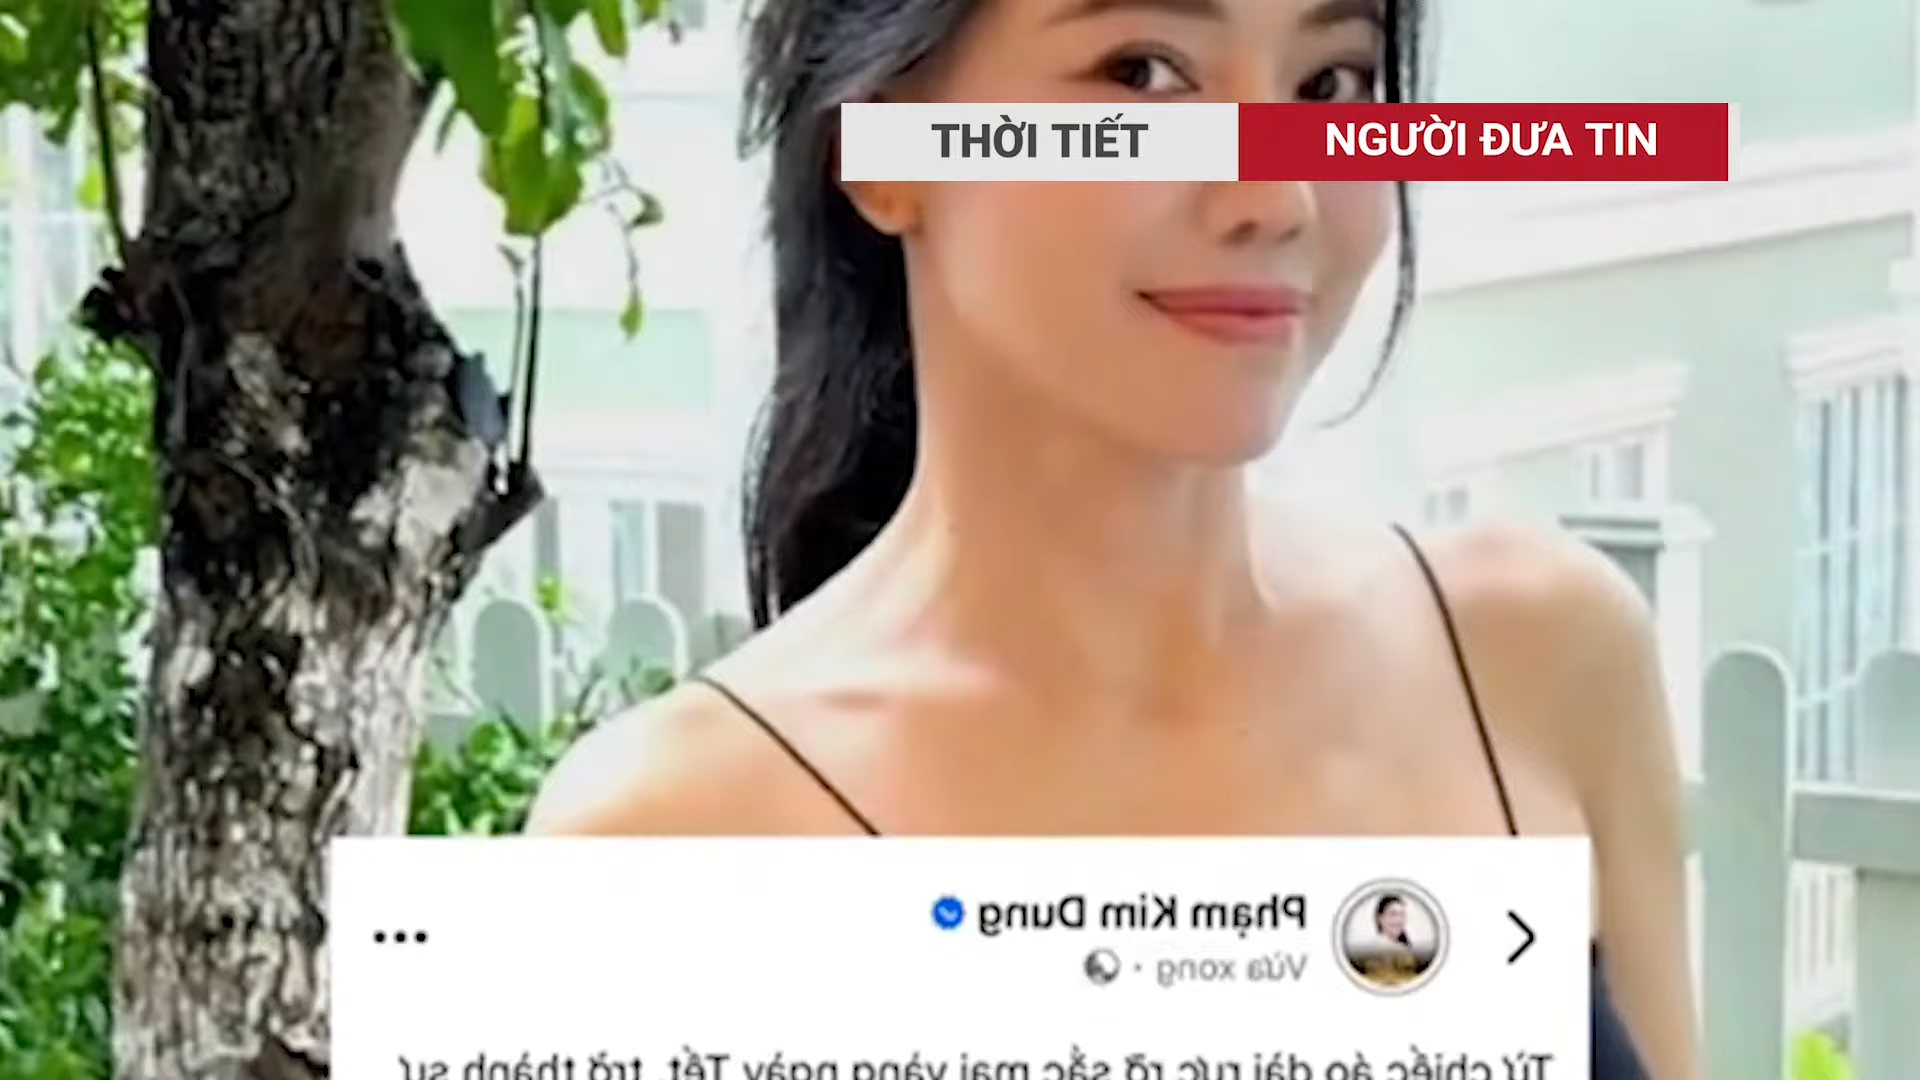 THỜI TIẾT NGƯỜI ĐƯA TIN
Phạm Kim Dung
Vừa xong
Từ chiếc áo dài rực rỡ sắc mai vàng ngày Tết, trở thành sự